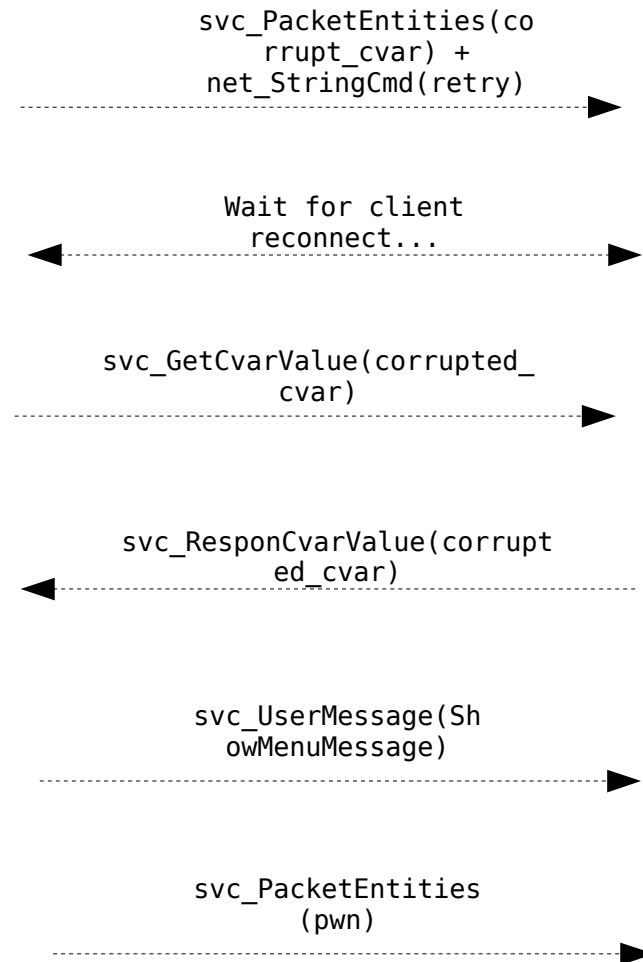 svc_PacketEntities(co
rrupt_cvar) +
net_StringCmd(retry)
Wait for client
reconnect...
svc_GetCvarValue(corrupted_
cvar)
svc_ResponCvarValue(corrupt
ed_cvar)
svc_UserMessage(Sh
owMenuMessage)
svc_PacketEntities
(pwn)